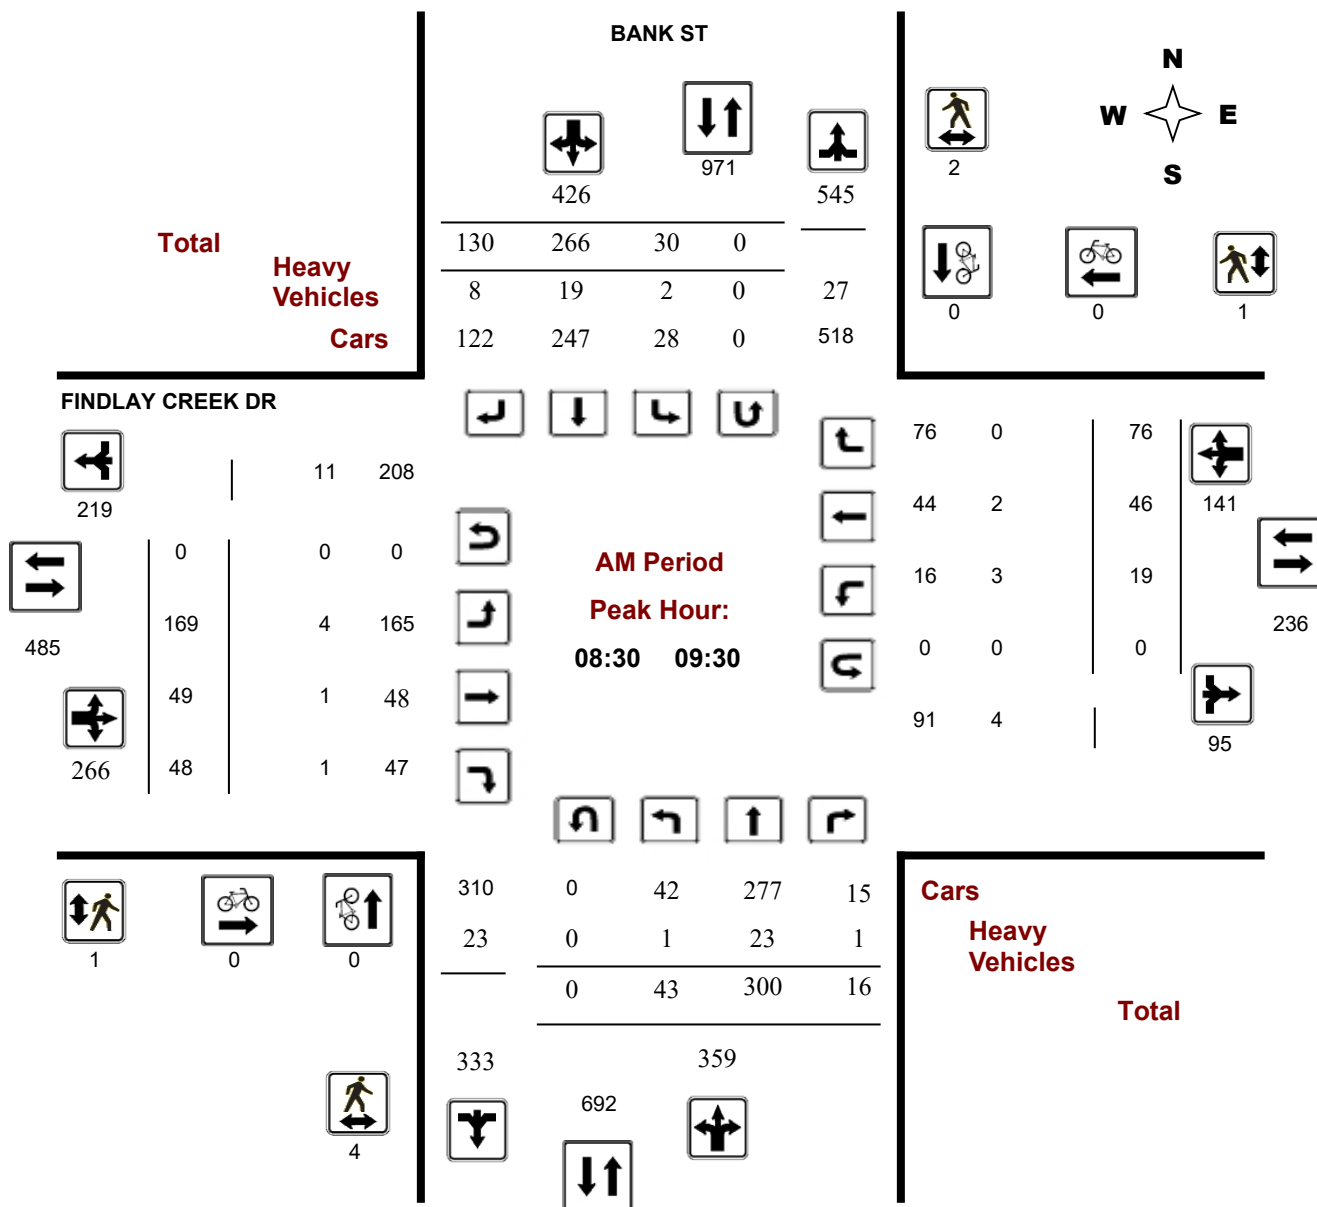 BANK ST
N
W E
S
971
2
426 545
Total 130 266 30 0
Heavy
Vehicles 8 19 2 0 27
Cars 122 247 28 0 518
0 0 1
FINDLAY CREEK DR
219
11 208
0 0 0
169 4 165
485
49 1 48
266 48 1 47
AM Period
Peak Hour:
08:30 09:30
76 0 76
44 2 46 141
16 3 19
236
0 0 0
91 4
95
310 0 42 277 15
23 0 1 23 1
0 43 300 16
333 359
692
1 0 0
4
Cars
Heavy
Vehicles
Total